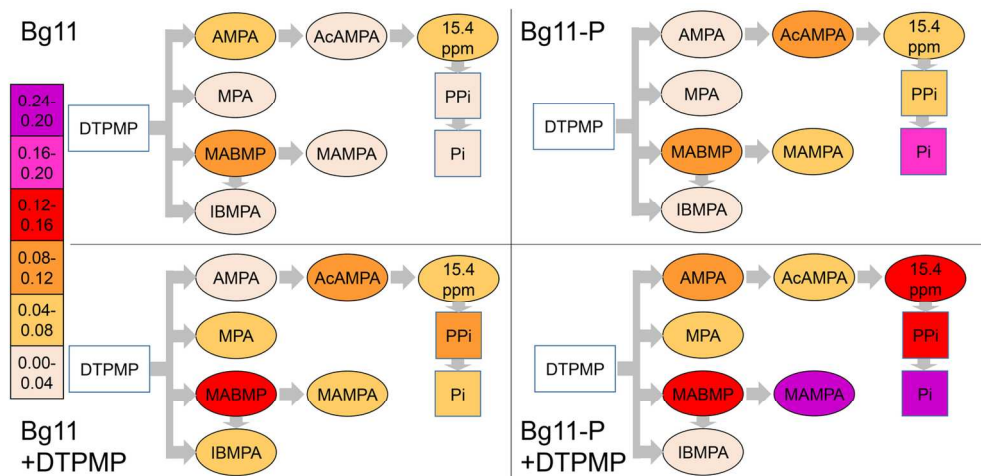 Bg11
AMPA
AcAMPA
15.4
ppm
MPA
PPi
DTPMP
MABMP
MAMPA
Pi
IBMPA
Bg11-P
AMPA
AcAMPA
15.4
ppm
MPA
PPi
DTPMP
MABMP
MAMPA
Pi
IBMPA
0.24-
0.20
0.16-
0.20
0.12-
0.16
0.08-
0.12
0.04-
0.08
0.00-
0.04
AMPA
AcAMPA
15.4
ppm
MPA
PPi
DTPMP
MABMP
MAMPA
Pi
IBMPA
Bg11
+DTPMP
AMPA
AcAMPA
15.4
ppm
MPA
PPi
DTPMP
MABMP
MAMPA
Pi
IBMPA
Bg11-P
+DTPMP